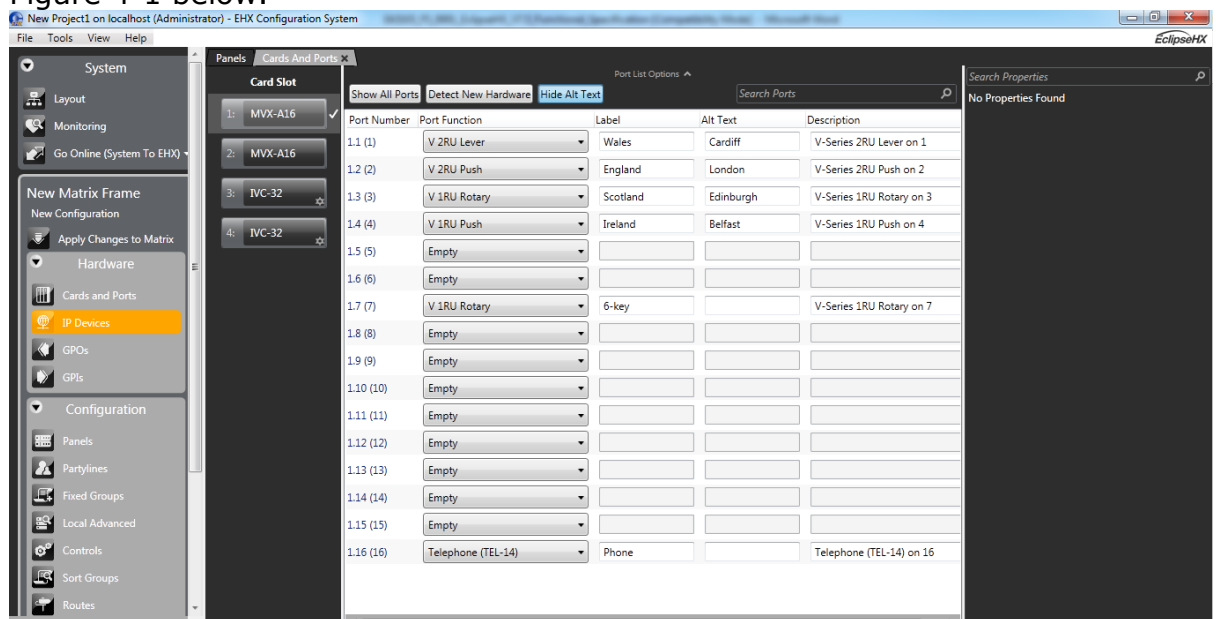 Figure 4-1 below.
New Project1 on localhost (Administrator) - EHX Configuration System
File Tools View Help
EclipseHX
System
Layout
Monitoring
Go Online (System To EHX)
New Matrix Frame
New Configuration
Apply Changes to Matrix
Hardware
Cards and Ports
IP Devices
GPOs
GPIs
Configuration
Panels
Partylines
Fixed Groups
Local Advanced
Controls
Sort Groups
Routes
Panels Cards And Ports
Card Slot
1: MVX-A16
2: MVX-A16
3: IVC-32
4: IVC-32
Port List Options
Show All Ports Detect New Hardware Hide Alt Text Search Ports
Port Number Port Function Label Alt Text Description
1.1 (1) V 2RU Lever Wales Cardiff V-Series 2RU Lever on 1
1.2 (2) V 2RU Push England London V-Series 2RU Push on 2
1.3 (3) V 1RU Rotary Scotland Edinburgh V-Series 1RU Rotary on 3
1.4 (4) V 1RU Push Ireland Belfast V-Series 1RU Push on 4
1.5 (5) Empty
1.6 (6) Empty
1.7 (7) V 1RU Rotary 6-key V-Series 1RU Rotary on 7
1.8 (8) Empty
1.9 (9) Empty
1.10 (10) Empty
1.11 (11) Empty
1.12 (12) Empty
1.13 (13) Empty
1.14 (14) Empty
1.15 (15) Empty
1.16 (16) Telephone (TEL-14) Phone Telephone (TEL-14) on 16
Search Properties
No Properties Found